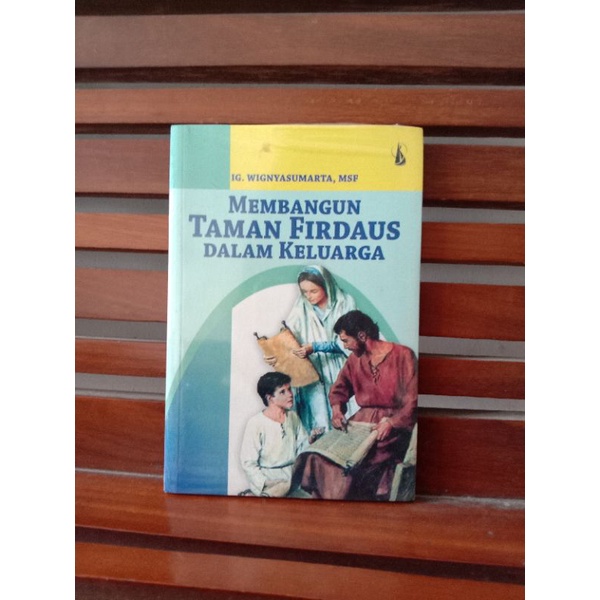 IG. WIGNYASUMARTA, MSF
MEMBANGUN
TAMAN FIRDAUS
DALAM KELUARGA